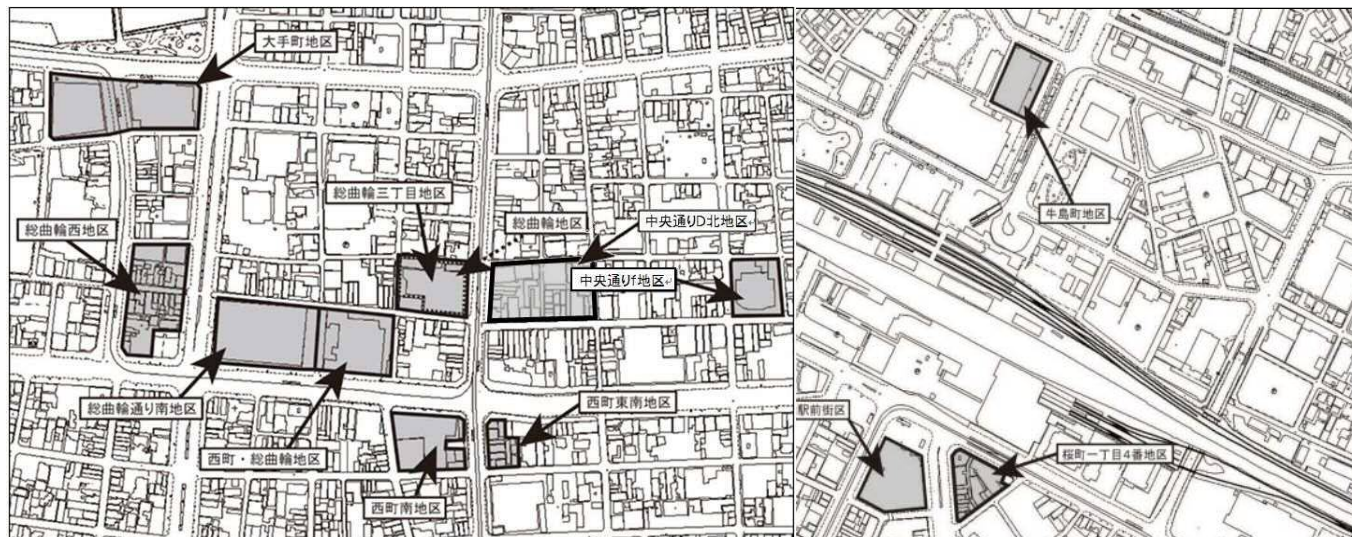 大手町地区
総曲輪三丁目地区
総曲輪地区
中央通りD北地区
総曲輪西地区
中央通りf地区
総曲輪通り南地区
西町東南地区
西町・総曲輪地区
西町南地区
牛島町地区
駅前街区
桜町一丁目4番地区